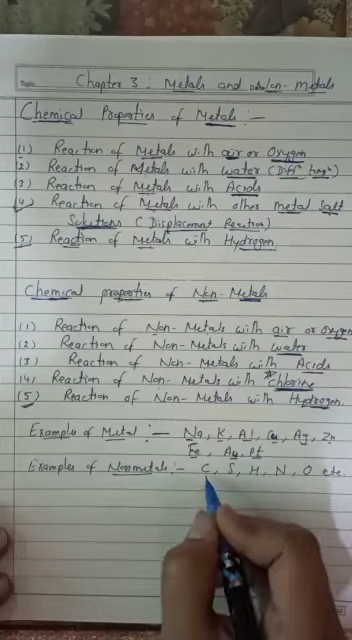 Topic Chapter 3 : Metals and Non-metals
Chemical Properties of Metals :-
(1) Reaction of Metals with air or Oxygen
(2) Reaction of Metals with water
(3) Reaction of Metals with Acids
(4) Reaction of Metals with other metal salt
Solutions ( Displacement Reaction)
(5) Reaction of Metals with Hydrogen
Chemical properties of Non-Metals
(1) Reaction of Non-Metals with air or oxygen
(2) Reaction of Non-Metals with water
(3) Reaction of Non-Metals with Acids
(4) Reaction of Non-Metals with chlorine
(5) Reaction of Non-Metals with Hydrogen
Examples of Metal :- Na, K, Al, Cu, Ag, Zn
Fe, Au, Pt
Examples of Nonmetals :- C, S, H, N, O etc